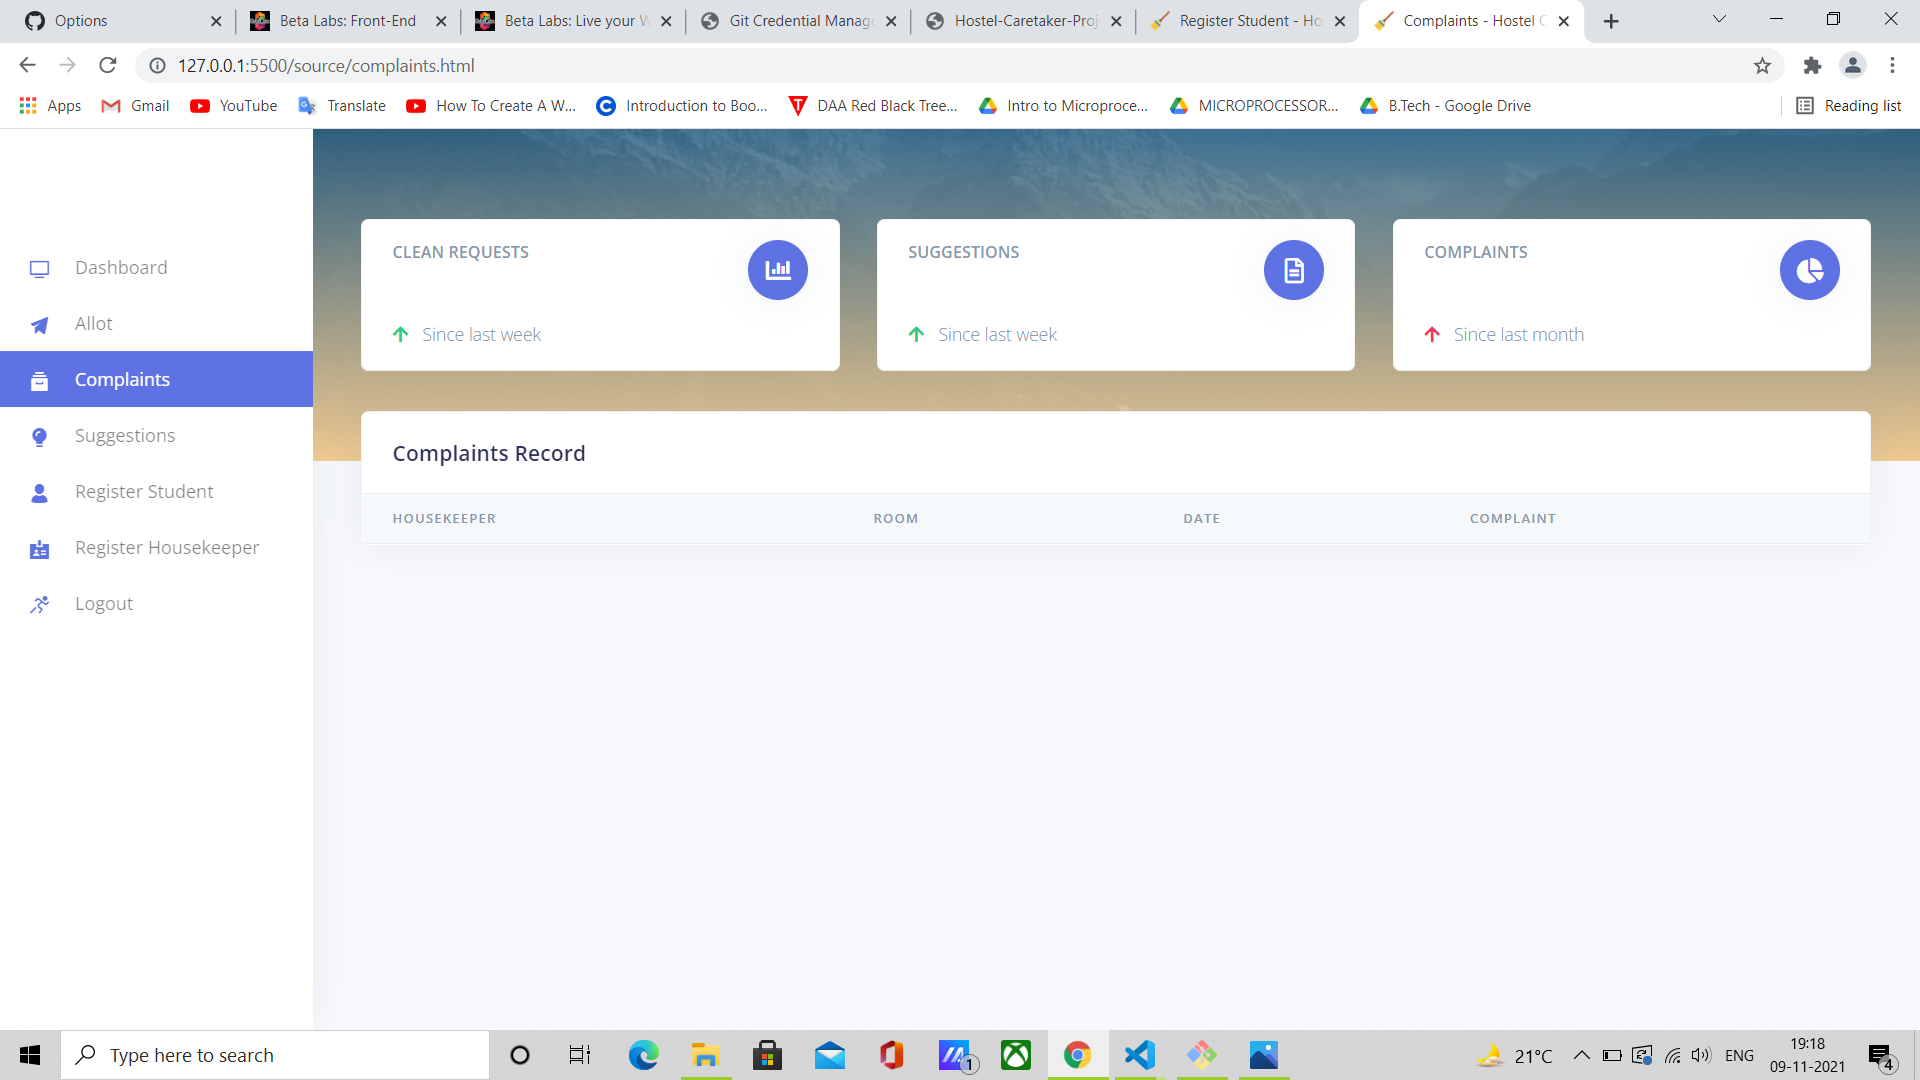 Options
Beta Labs: Front-End
Beta Labs: Live your W
Git Credential Manage
Hostel-Caretaker-Proj
Register Student - Ho
Complaints - Hostel C
127.0.0.1:5500/source/complaints.html
Apps
Gmail
YouTube
Translate
How To Create A W...
Introduction to Boo...
DAA Red Black Tree...
Intro to Microproce...
MICROPROCESSOR...
B.Tech - Google Drive
Reading list
Dashboard
Allot
Complaints
Suggestions
Register Student
Register Housekeeper
Logout
CLEAN REQUESTS
Since last week
SUGGESTIONS
Since last week
COMPLAINTS
Since last month
Complaints Record
HOUSEKEEPER ROOM DATE COMPLAINT
Type here to search
1
21°C
ENG
19:18
09-11-2021
4